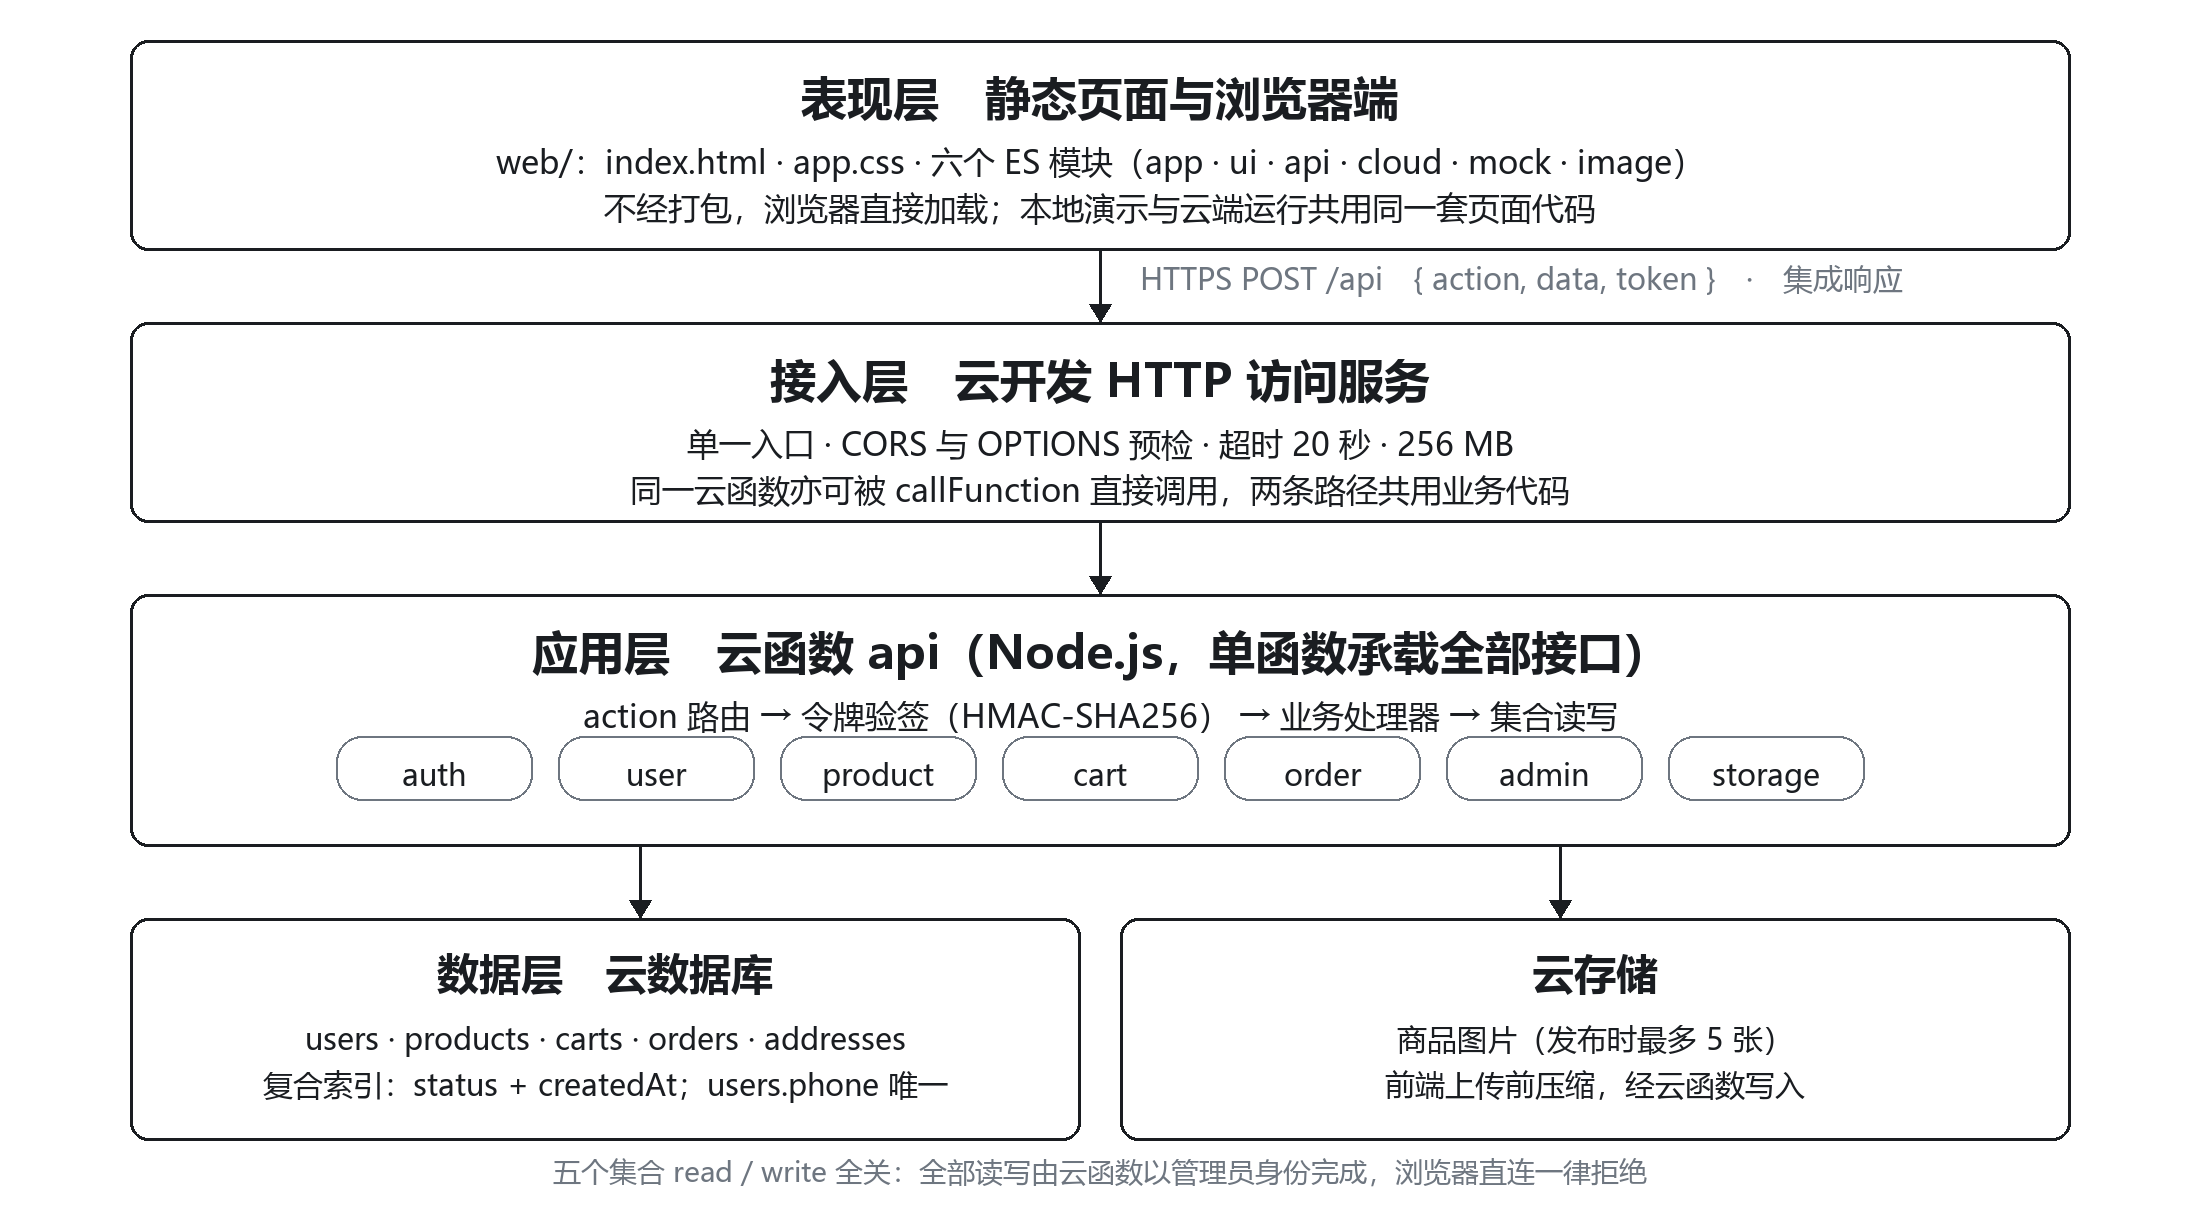 表现层　静态页面与浏览器端
web/：index.html · app.css · 六个 ES 模块（app · ui · api · cloud · mock · image）
不经打包，浏览器直接加载；本地演示与云端运行共用同一套页面代码
HTTPS POST /api　{ action, data, token }　·　集成响应
接入层　云开发 HTTP 访问服务
单一入口 · CORS 与 OPTIONS 预检 · 超时 20 秒 · 256 MB
同一云函数亦可被 callFunction 直接调用，两条路径共用业务代码
应用层　云函数 api（Node.js，单函数承载全部接口）
action 路由 → 令牌验签（HMAC-SHA256） → 业务处理器 → 集合读写
auth user product cart order admin storage
数据层　云数据库
users · products · carts · orders · addresses
复合索引：status + createdAt；users.phone 唯一
云存储
商品图片（发布时最多 5 张）
前端上传前压缩，经云函数写入
五个集合 read / write 全关：全部读写由云函数以管理员身份完成，浏览器直连一律拒绝